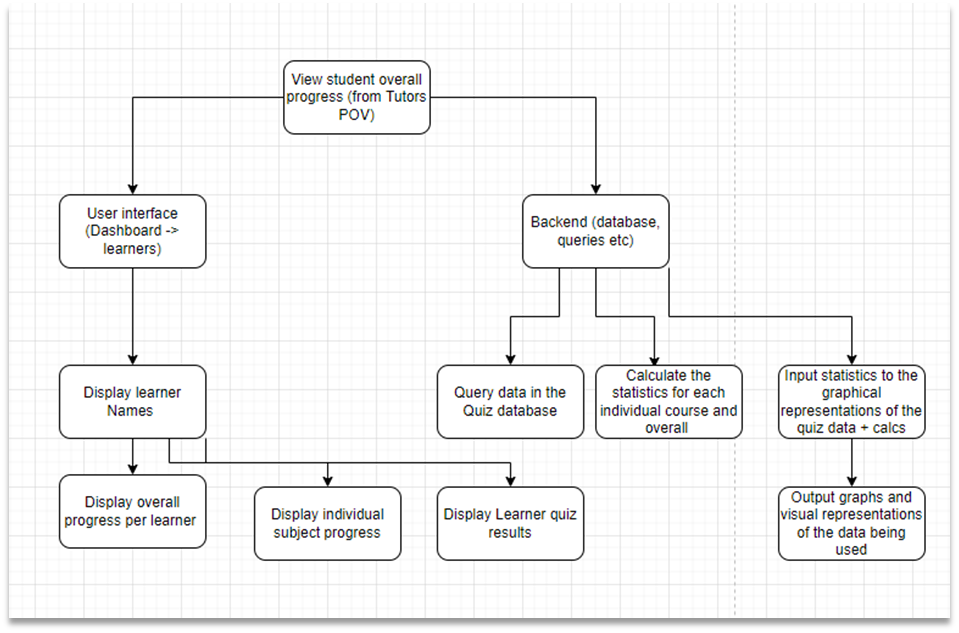 View student overall
progress (from Tutors
POV)
User interface
(Dashboard ->
learners)
Backend (database,
queries etc)
Display learner
Names
Query data in the
Quiz database
Calculate the
statistics for each
individual course and
overall
Input statistics to the
graphical
representations of the
quiz data + calcs
Display overall
progress per learner
Display individual
subject progress
Display Learner quiz
results
Output graphs and
visual representations
of the data being
used